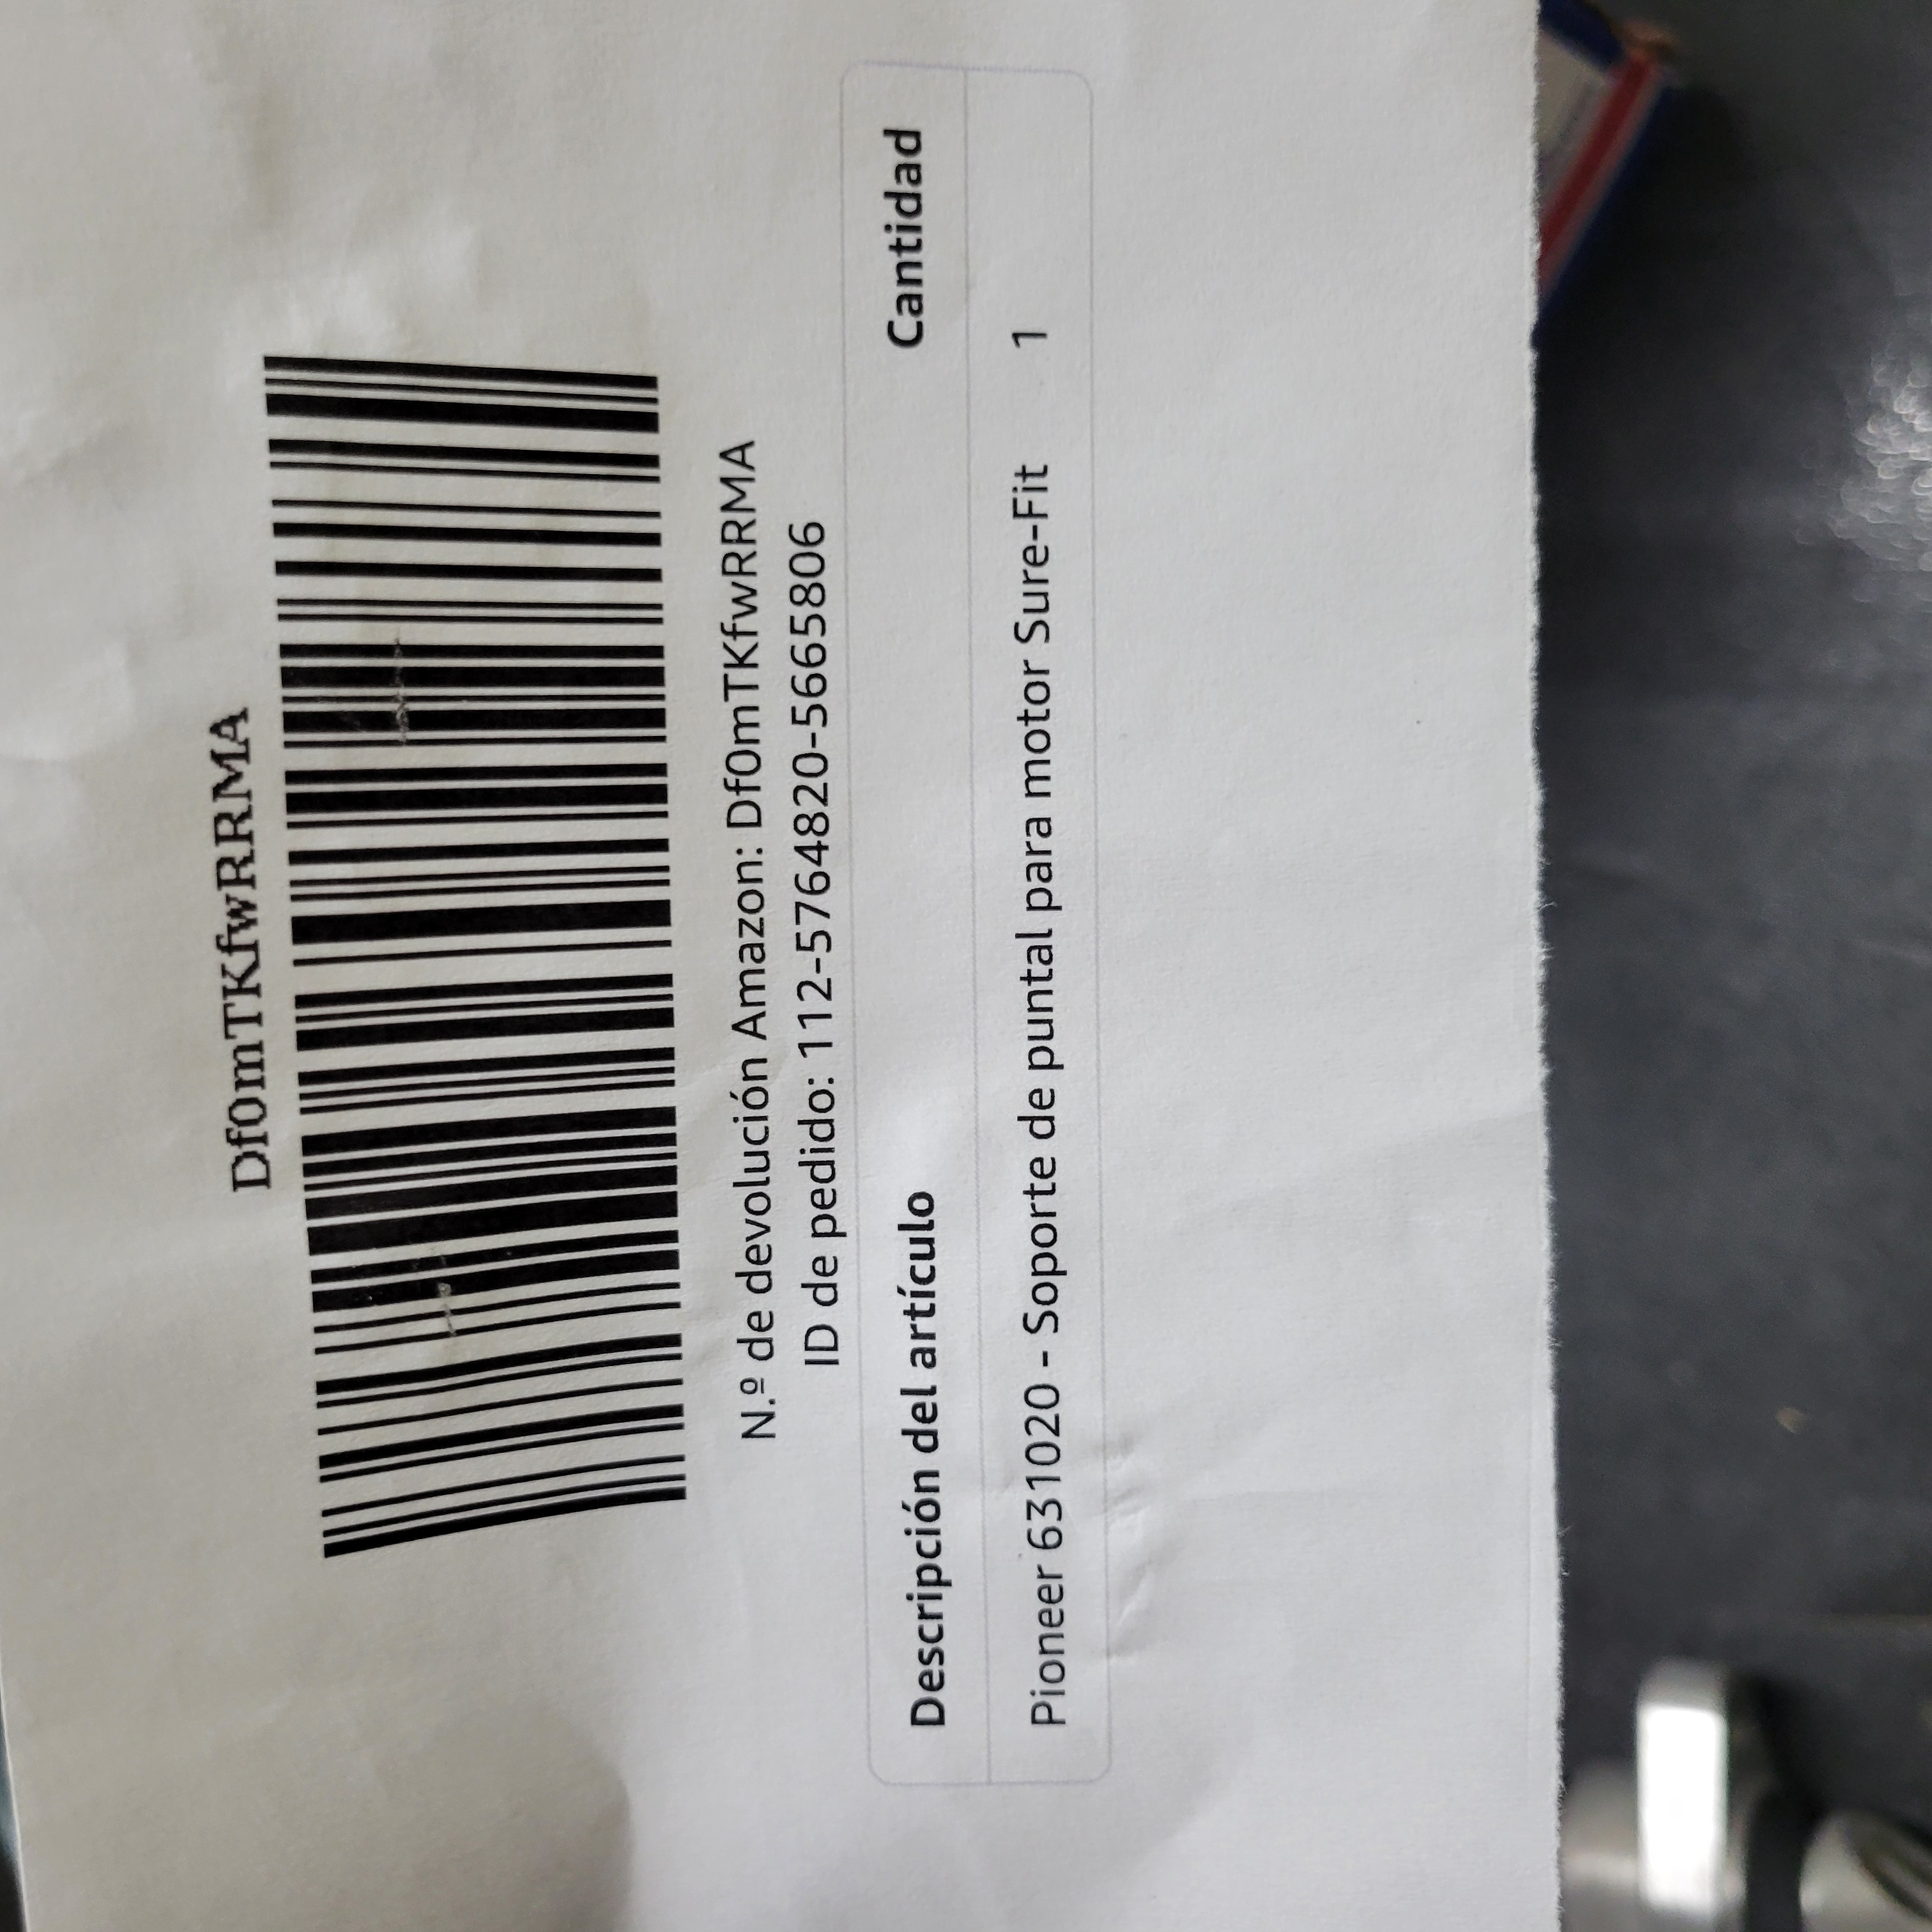 Df0mTKfwRRMA
N.º de devolución Amazon: Df0mTKfwRRMA
ID de pedido: 112-5764820-5665806
Descripción del artículo Cantidad
Pioneer 631020 - Soporte de puntal para motor Sure-Fit 1